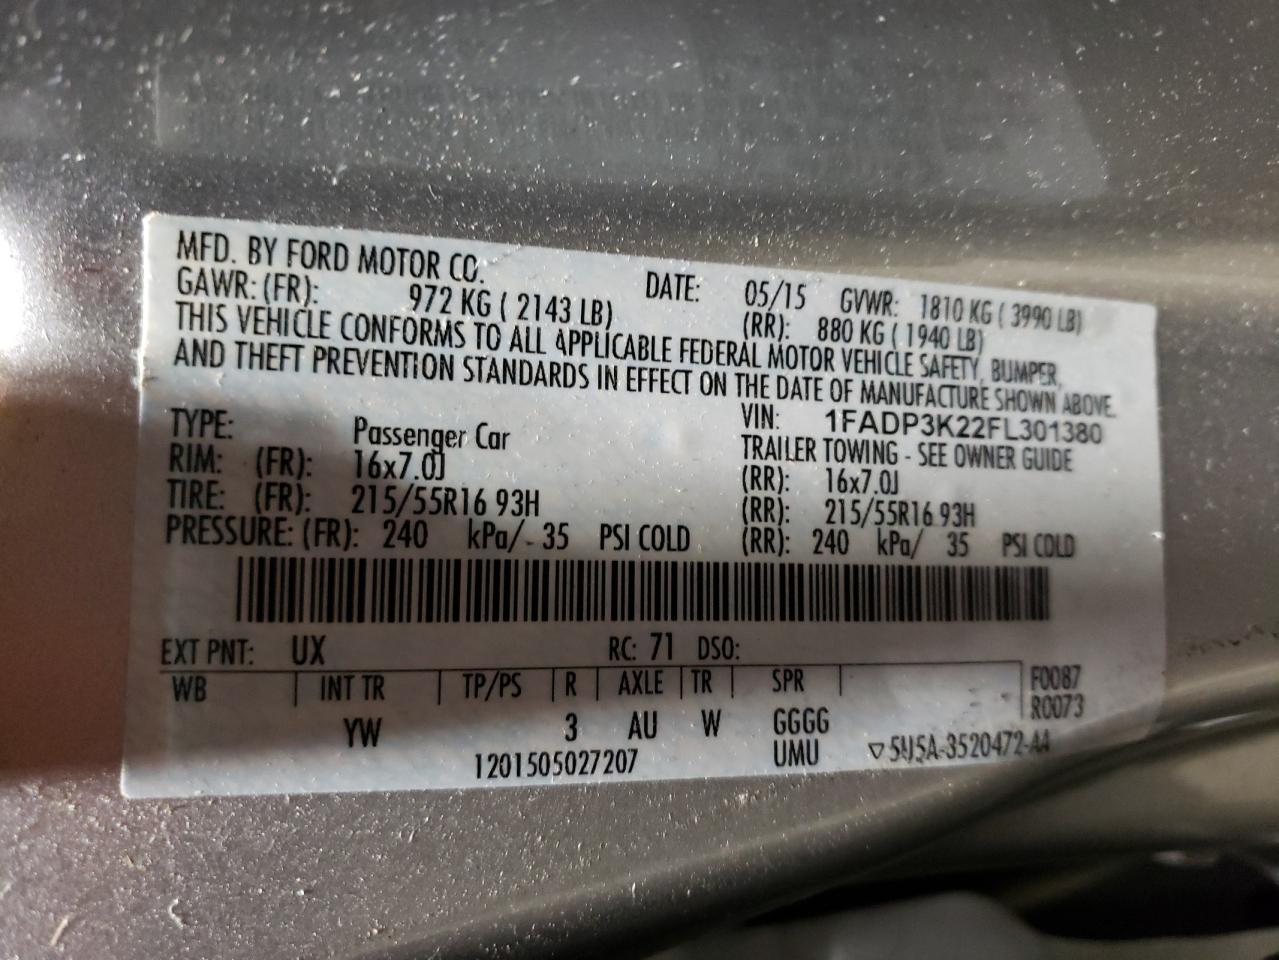 MFD. BY FORD MOTOR CO. DATE: 05/15 GVWR: 1810 KG ( 3990 LB)
GAWR: (FR): 972 KG ( 2143 LB) (RR): 880 KG ( 1940 LB)
THIS VEHICLE CONFORMS TO ALL APPLICABLE FEDERAL MOTOR VEHICLE SAFETY, BUMPER,
AND THEFT PREVENTION STANDARDS IN EFFECT ON THE DATE OF MANUFACTURE SHOWN ABOVE.
VIN: 1FADP3K22FL301380
TYPE: Passenger Car TRAILER TOWING - SEE OWNER GUIDE
RIM: (FR): 16x7.0J (RR): 16x7.0J
TIRE: (FR): 215/55R16 93H (RR): 215/55R16 93H
PRESSURE: (FR): 240 kPa/ 35 PSI COLD (RR): 240 kPa/ 35 PSI COLD
EXT PNT: UX RC: 71 DSO:
WB INT TR TP/PS R AXLE TR SPR F0087
R0073
YW 3 AU W GGGG
1201505027207 UMU ▽ 5U5A-3520472-AA